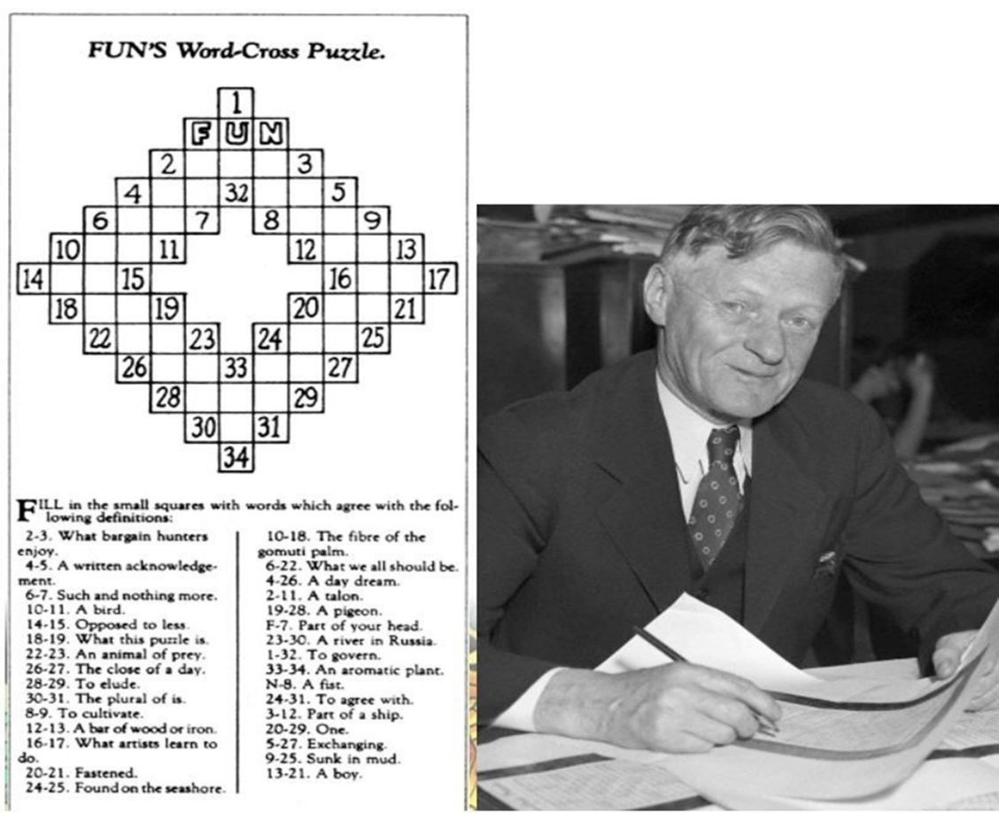 FUN'S Word-Cross Puzzle.
1
F U N
2 3
4 32 5
6 7 8 9
10 11 12 13
14 15 16 17
18 19 20 21
22 23 24 25
26 33 27
28 29
30 31
34
FILL in the small squares with words which agree with the fol-
lowing definitions:
2-3. What bargain hunters
enjoy.
4-5. A written acknowledge-
ment.
6-7. Such and nothing more.
10-11. A bird.
14-15. Opposed to less.
18-19. What this puzzle is.
22-23. An animal of prey.
26-27. The close of a day.
28-29. To elude.
30-31. The plural of is.
8-9. To cultivate.
12-13. A bar of wood or iron.
16-17. What artists learn to
do.
20-21. Fastened.
24-25. Found on the seashore.
10-18. The fibre of the
gomuti palm.
6-22. What we all should be.
4-26. A day dream.
2-11. A talon.
19-28. A pigeon.
F-7. Part of your head.
23-30. A river in Russia.
1-32. To govern.
33-34. An aromatic plant.
N-8. A fist.
24-31. To agree with.
3-12. Part of a ship.
20-29. One.
5-27. Exchanging.
9-25. Sunk in mud.
13-21. A boy.